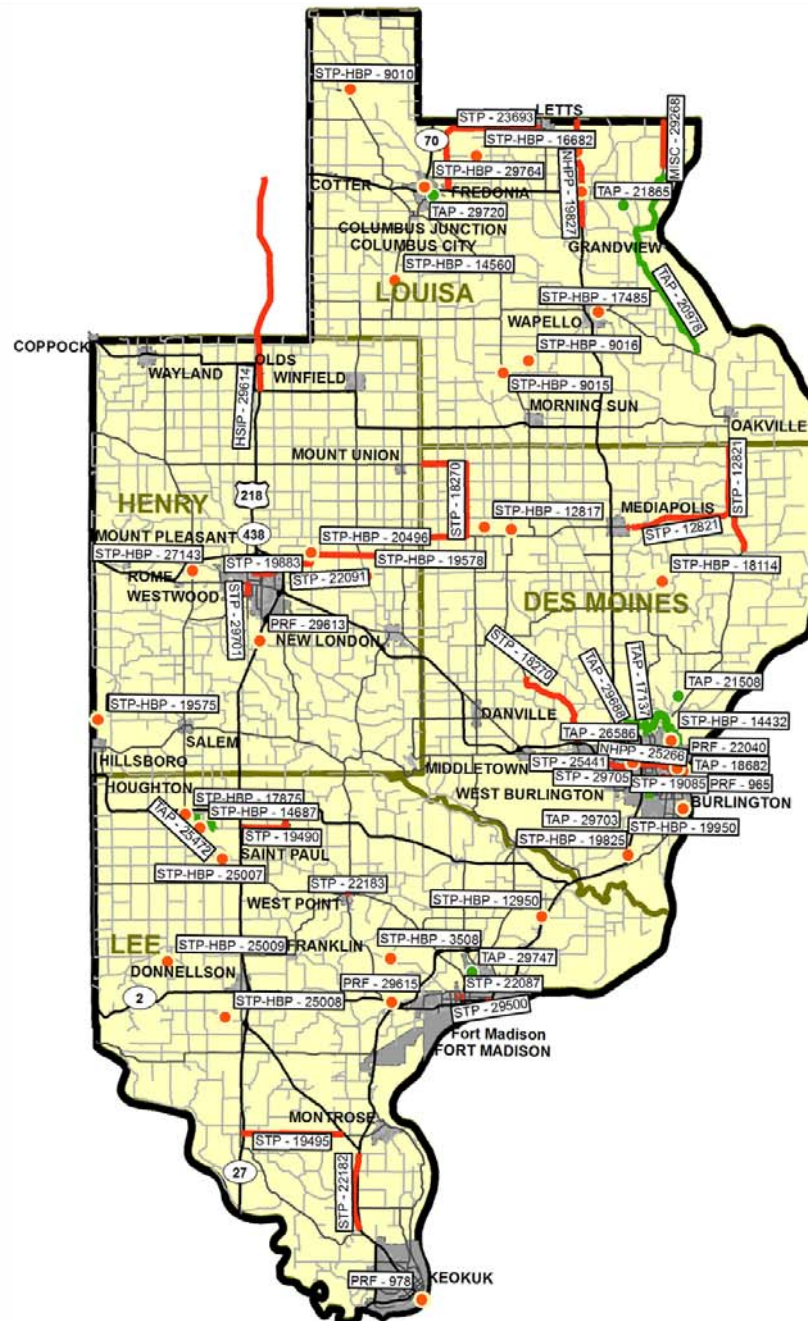 STP-HBP - 9010
LETTS
STP - 23693
70
STP-HBP - 16682
STP-HBP - 29764
NHPP - 19827
MISC - 29268
COTTER
FREDONIA
TAP - 21865
TAP - 29720
COLUMBUS JUNCTION
COLUMBUS CITY
GRANDVIEW
STP-HBP - 14560
LOUISA
TAP - 20978
STP-HBP - 17485
WAPELLO
COPPOCK
WAYLAND
OLDS
WINFIELD
HSIP - 29614
STP-HBP - 9016
STP-HBP - 9015
MORNING SUN
OAKVILLE
MOUNT UNION
STP - 18270
STP - 12821
HENRY
218
MEDIAPOLIS
STP-HBP - 12817
STP - 12821
MOUNT PLEASANT
438
STP-HBP - 20496
STP-HBP - 27143
STP - 19883
STP-HBP - 19578
STP-HBP - 18114
ROME
WESTWOOD
STP - 22091
STP - 29701
DES MOINES
PRF - 29613
NEW LONDON
STP - 18270
TAP - 29686
TAP - 17137
TAP - 21508
STP-HBP - 19575
DANVILLE
STP-HBP - 14432
SALEM
TAP - 26586
PRF - 22040
HILLSBORO
NHPP - 25266
MIDDLETOWN
STP - 25441
TAP - 18682
HOUGHTON
STP-HBP - 17875
STP - 29705
STP - 19085
PRF - 965
WEST BURLINGTON
BURLINGTON
STP-HBP - 14687
TAP - 25472
STP - 19490
TAP - 29703
STP-HBP - 19950
SAINT PAUL
STP-HBP - 19825
STP-HBP - 25007
STP - 22183
WEST POINT
STP-HBP - 12950
LEE
STP-HBP - 25009
FRANKLIN
STP-HBP - 3508
DONNELLSON
TAP - 29747
2
PRF - 29615
STP - 22087
STP-HBP - 25008
STP - 29500
Fort Madison
FORT MADISON
MONTROSE
STP - 19495
27
STP - 22182
PRF - 978
KEOKUK